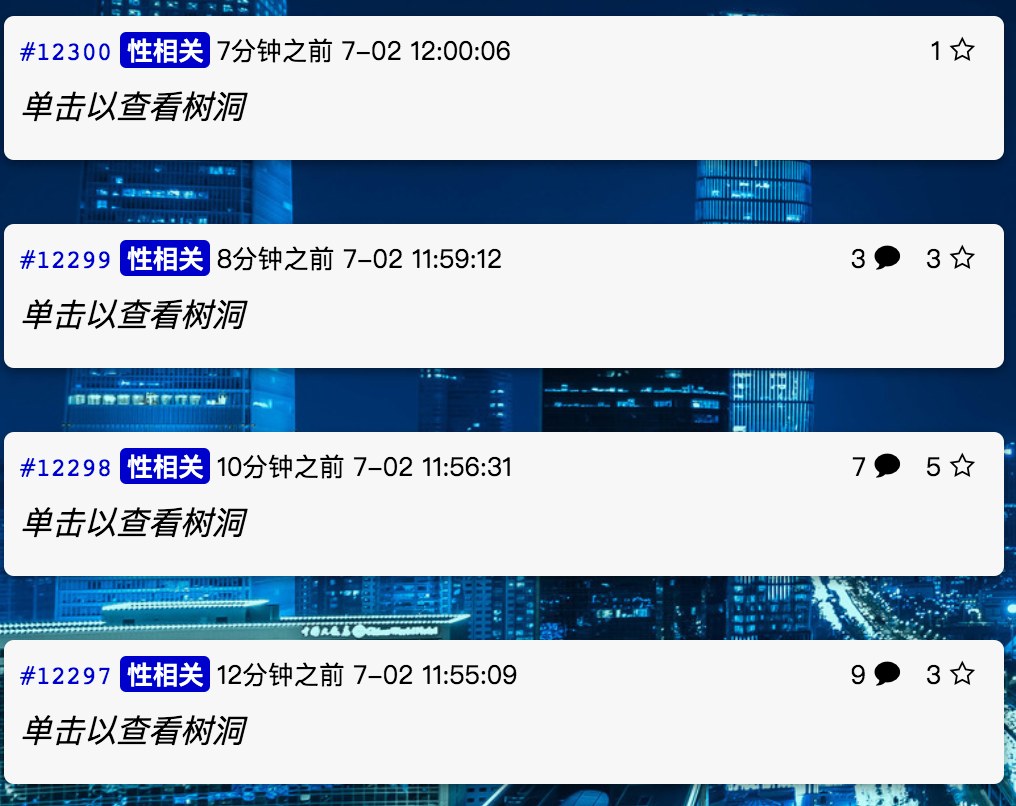 #12300 性相关 7分钟之前 7-02 12:00:06 1
单击以查看树洞
#12299 性相关 8分钟之前 7-02 11:59:12 3 3
单击以查看树洞
#12298 性相关 10分钟之前 7-02 11:56:31 7 5
单击以查看树洞
#12297 性相关 12分钟之前 7-02 11:55:09 9 3
单击以查看树洞